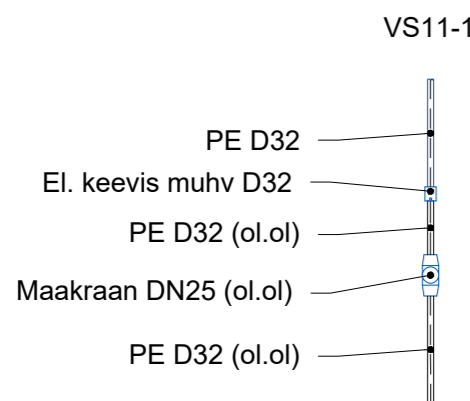 VS11-1
PE D32
El. keevis muhv D32
PE D32 (ol.ol)
Maakraan DN25 (ol.ol)
PE D32 (ol.ol)